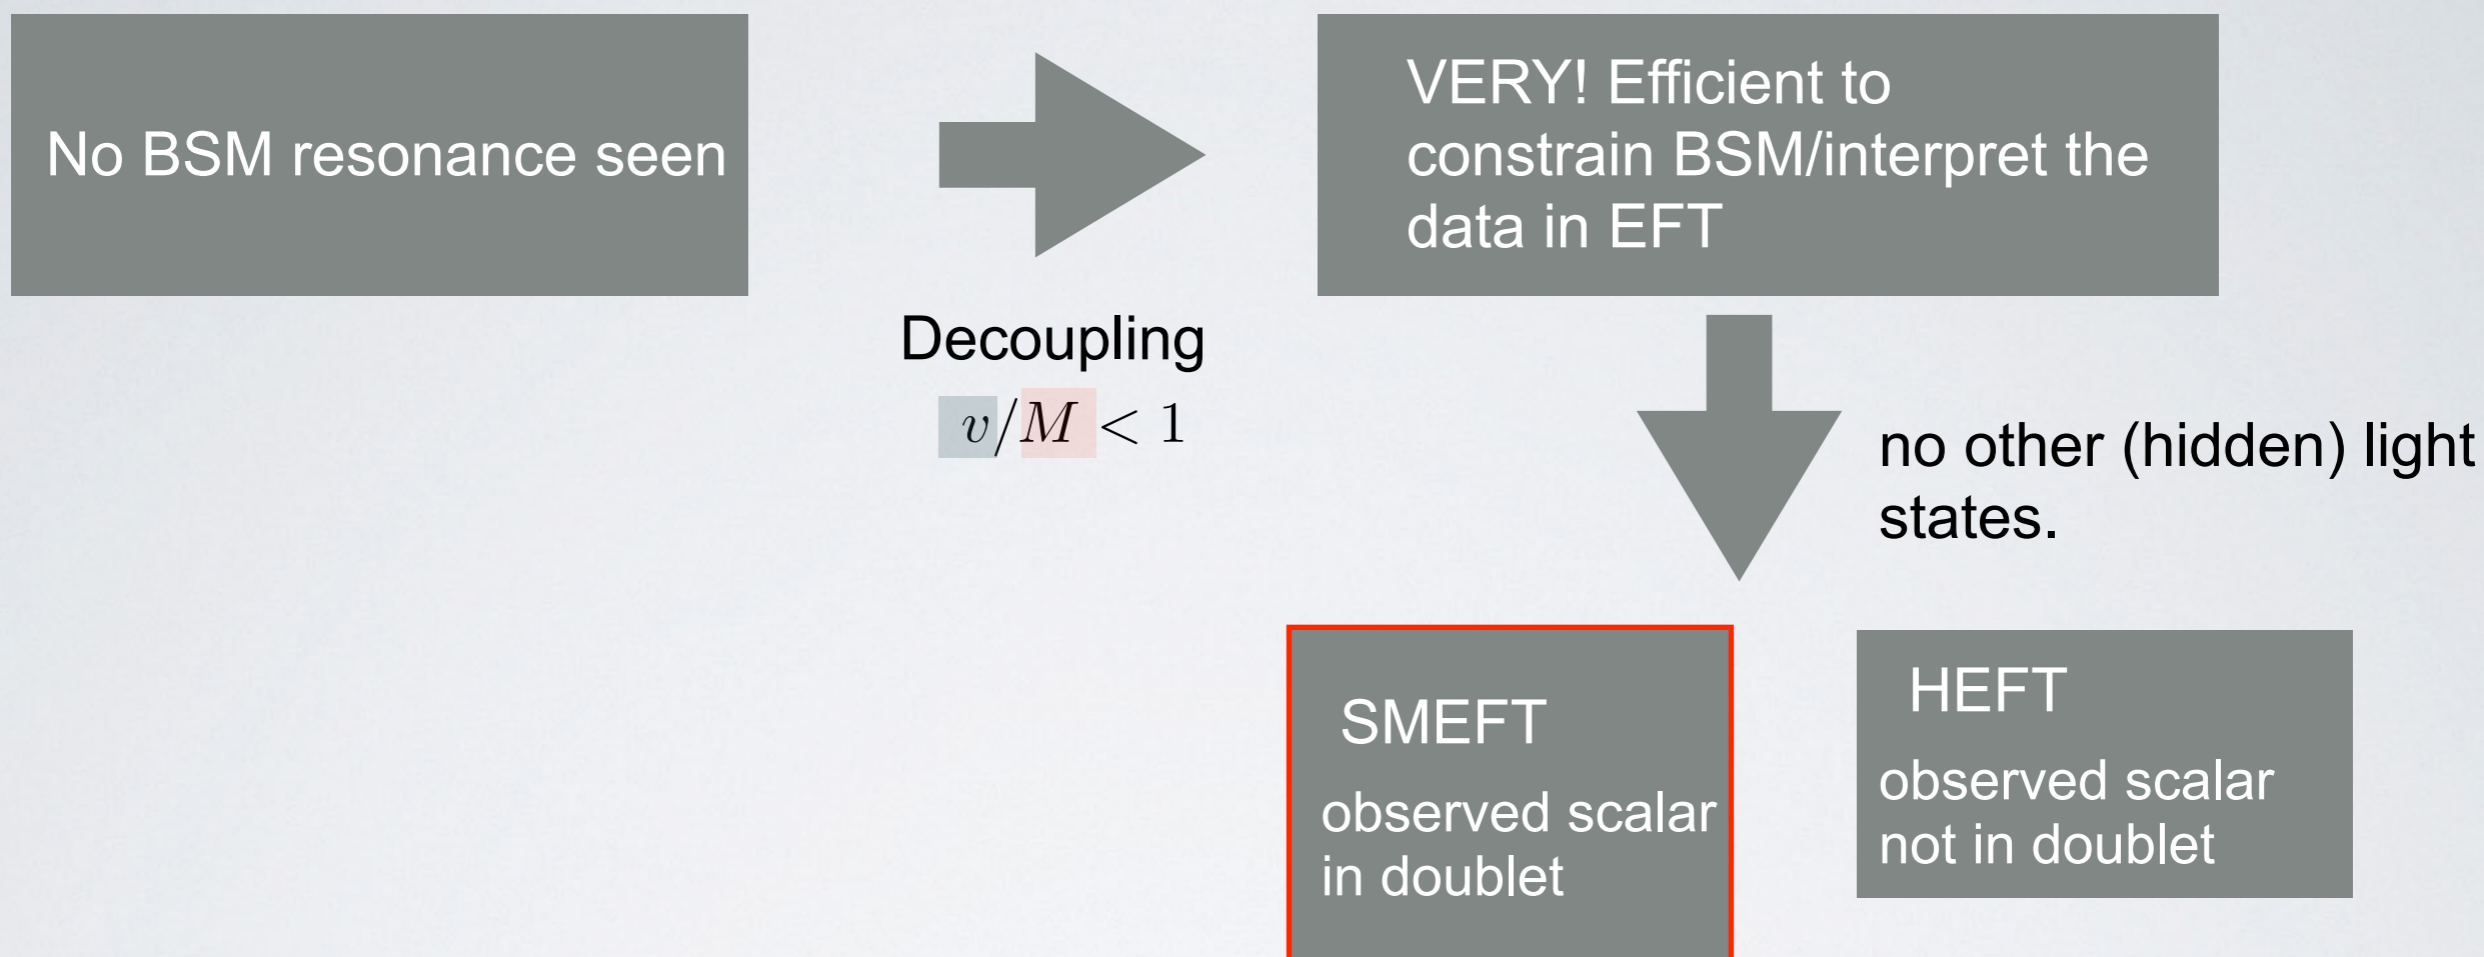 No BSM resonance seen
VERY! Efficient to
constrain BSM/interpret the
data in EFT
Decoupling
v/M < 1
no other (hidden) light
states.
SMEFT
observed scalar
in doublet
HEFT
observed scalar
not in doublet